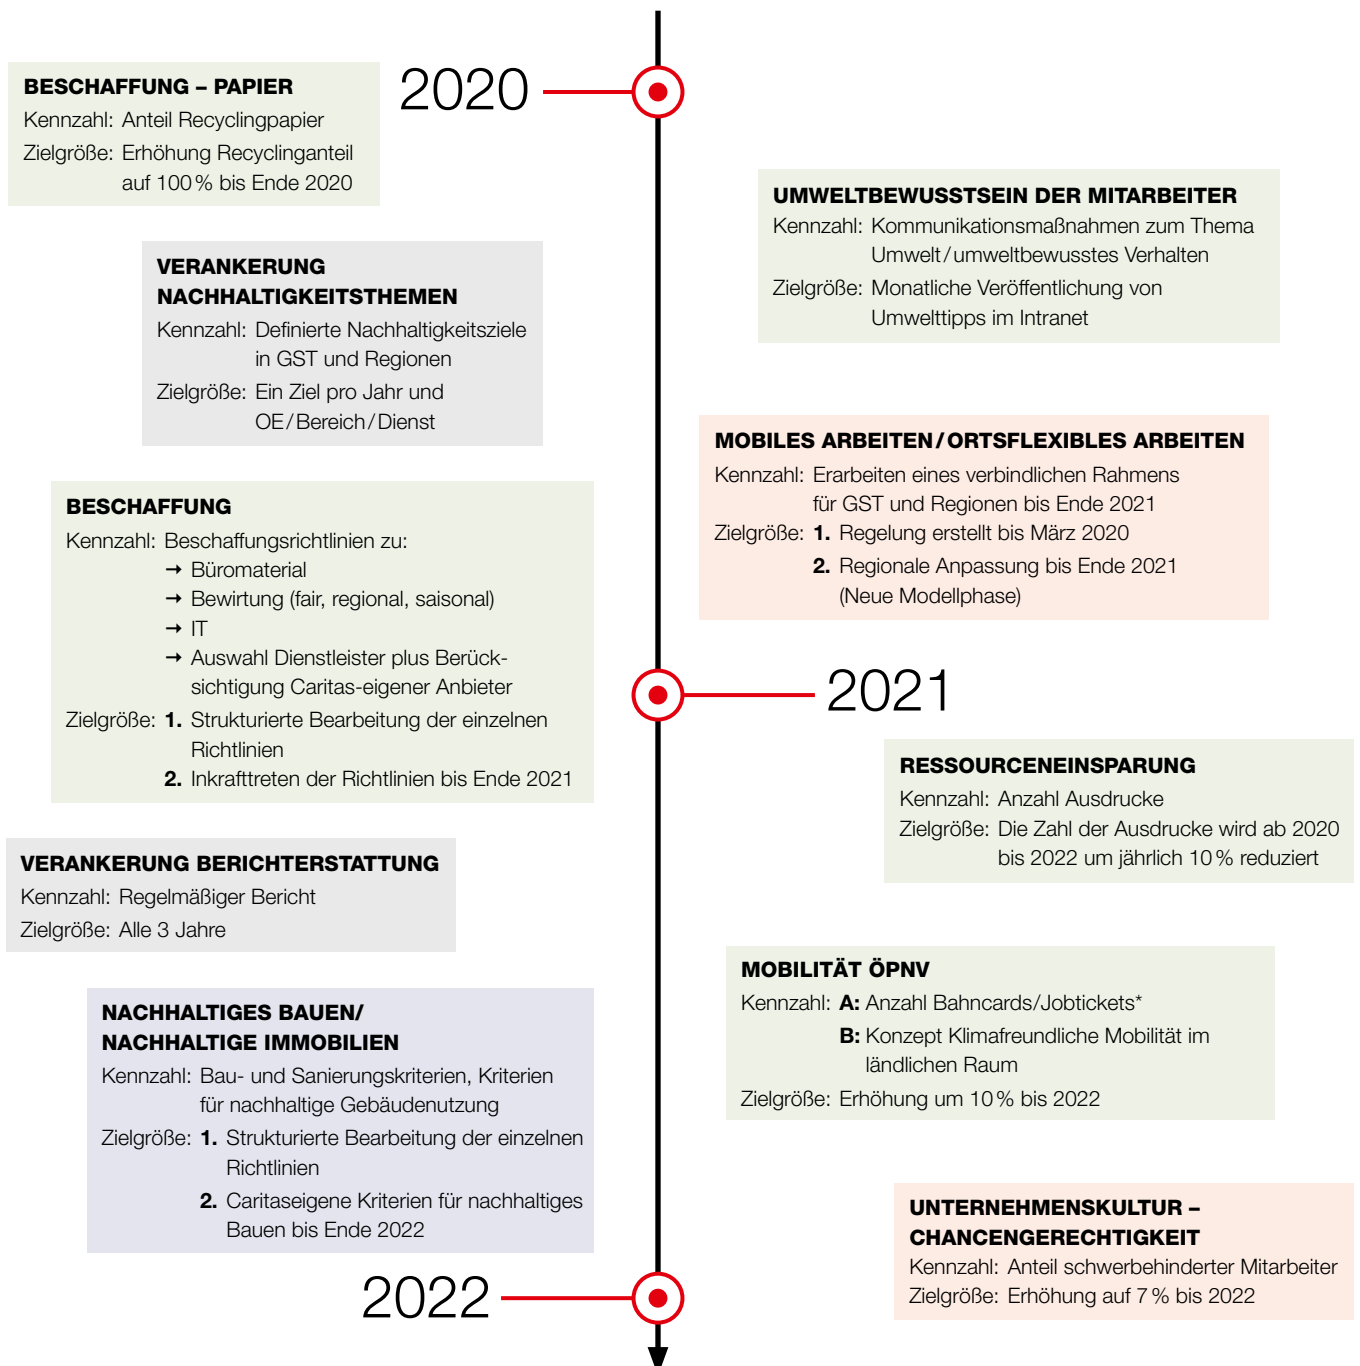 2020
BESCHAFFUNG – PAPIER
Kennzahl: Anteil Recyclingpapier
Zielgröße: Erhöhung Recyclinganteil
auf 100 % bis Ende 2020
UMWELTBEWUSSTSEIN DER MITARBEITER
Kennzahl: Kommunikationsmaßnahmen zum Thema
Umwelt / umweltbewusstes Verhalten
Zielgröße: Monatliche Veröffentlichung von
Umwelttipps im Intranet
VERANKERUNG
NACHHALTIGKEITSTHEMEN
Kennzahl: Definierte Nachhaltigkeitsziele
in GST und Regionen
Zielgröße: Ein Ziel pro Jahr und
OE / Bereich / Dienst
MOBILES ARBEITEN / ORTSFLEXIBLES ARBEITEN
Kennzahl: Erarbeiten eines verbindlichen Rahmens
für GST und Regionen bis Ende 2021
Zielgröße: 1. Regelung erstellt bis März 2020
2. Regionale Anpassung bis Ende 2021
(Neue Modellphase)
BESCHAFFUNG
Kennzahl: Beschaffungsrichtlinien zu:
→ Büromaterial
→ Bewirtung (fair, regional, saisonal)
→ IT
→ Auswahl Dienstleister plus Berück-
sichtigung Caritas-eigener Anbieter
Zielgröße: 1. Strukturierte Bearbeitung der einzelnen
Richtlinien
2. Inkrafttreten der Richtlinien bis Ende 2021
2021
RESSOURCENEINSPARUNG
Kennzahl: Anzahl Ausdrucke
Zielgröße: Die Zahl der Ausdrucke wird ab 2020
bis 2022 um jährlich 10 % reduziert
VERANKERUNG BERICHTERSTATTUNG
Kennzahl: Regelmäßiger Bericht
Zielgröße: Alle 3 Jahre
MOBILITÄT ÖPNV
Kennzahl: A: Anzahl Bahncards/Jobtickets*
B: Konzept Klimafreundliche Mobilität im
ländlichen Raum
Zielgröße: Erhöhung um 10 % bis 2022
NACHHALTIGES BAUEN/
NACHHALTIGE IMMOBILIEN
Kennzahl: Bau- und Sanierungskriterien, Kriterien
für nachhaltige Gebäudenutzung
Zielgröße: 1. Strukturierte Bearbeitung der einzelnen
Richtlinien
2. Caritaseigene Kriterien für nachhaltiges
Bauen bis Ende 2022
UNTERNEHMENSKULTUR –
CHANCENGERECHTIGKEIT
Kennzahl: Anteil schwerbehinderter Mitarbeiter
Zielgröße: Erhöhung auf 7 % bis 2022
2022